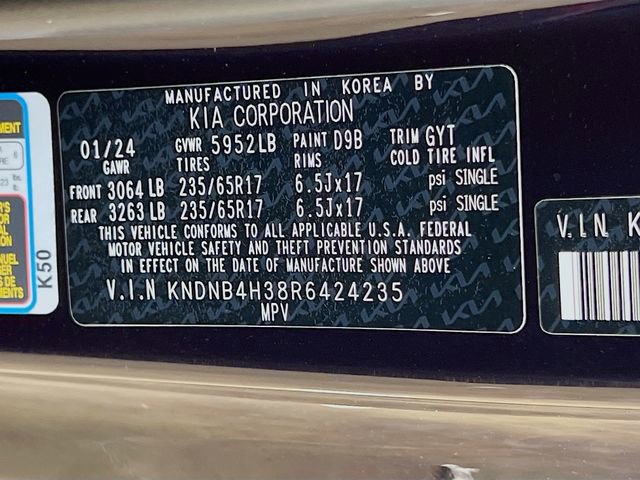 MANUFACTURED IN KOREA BY
KIA CORPORATION
01/24 GVWR 5952LB PAINT D9B TRIM GYT
GAWR TIRES RIMS COLD TIRE INFL
FRONT 3064 LB 235/65R17 6.5Jx17 psi SINGLE
REAR 3263 LB 235/65R17 6.5Jx17 psi SINGLE
THIS VEHICLE CONFORMS TO ALL APPLICABLE U.S.A. FEDERAL
MOTOR VEHICLE SAFETY AND THEFT PREVENTION STANDARDS
IN EFFECT ON THE DATE OF MANUFACTURE SHOWN ABOVE
V.I.N KNDNB4H38R6424235
MPV
K50
V.I.N K